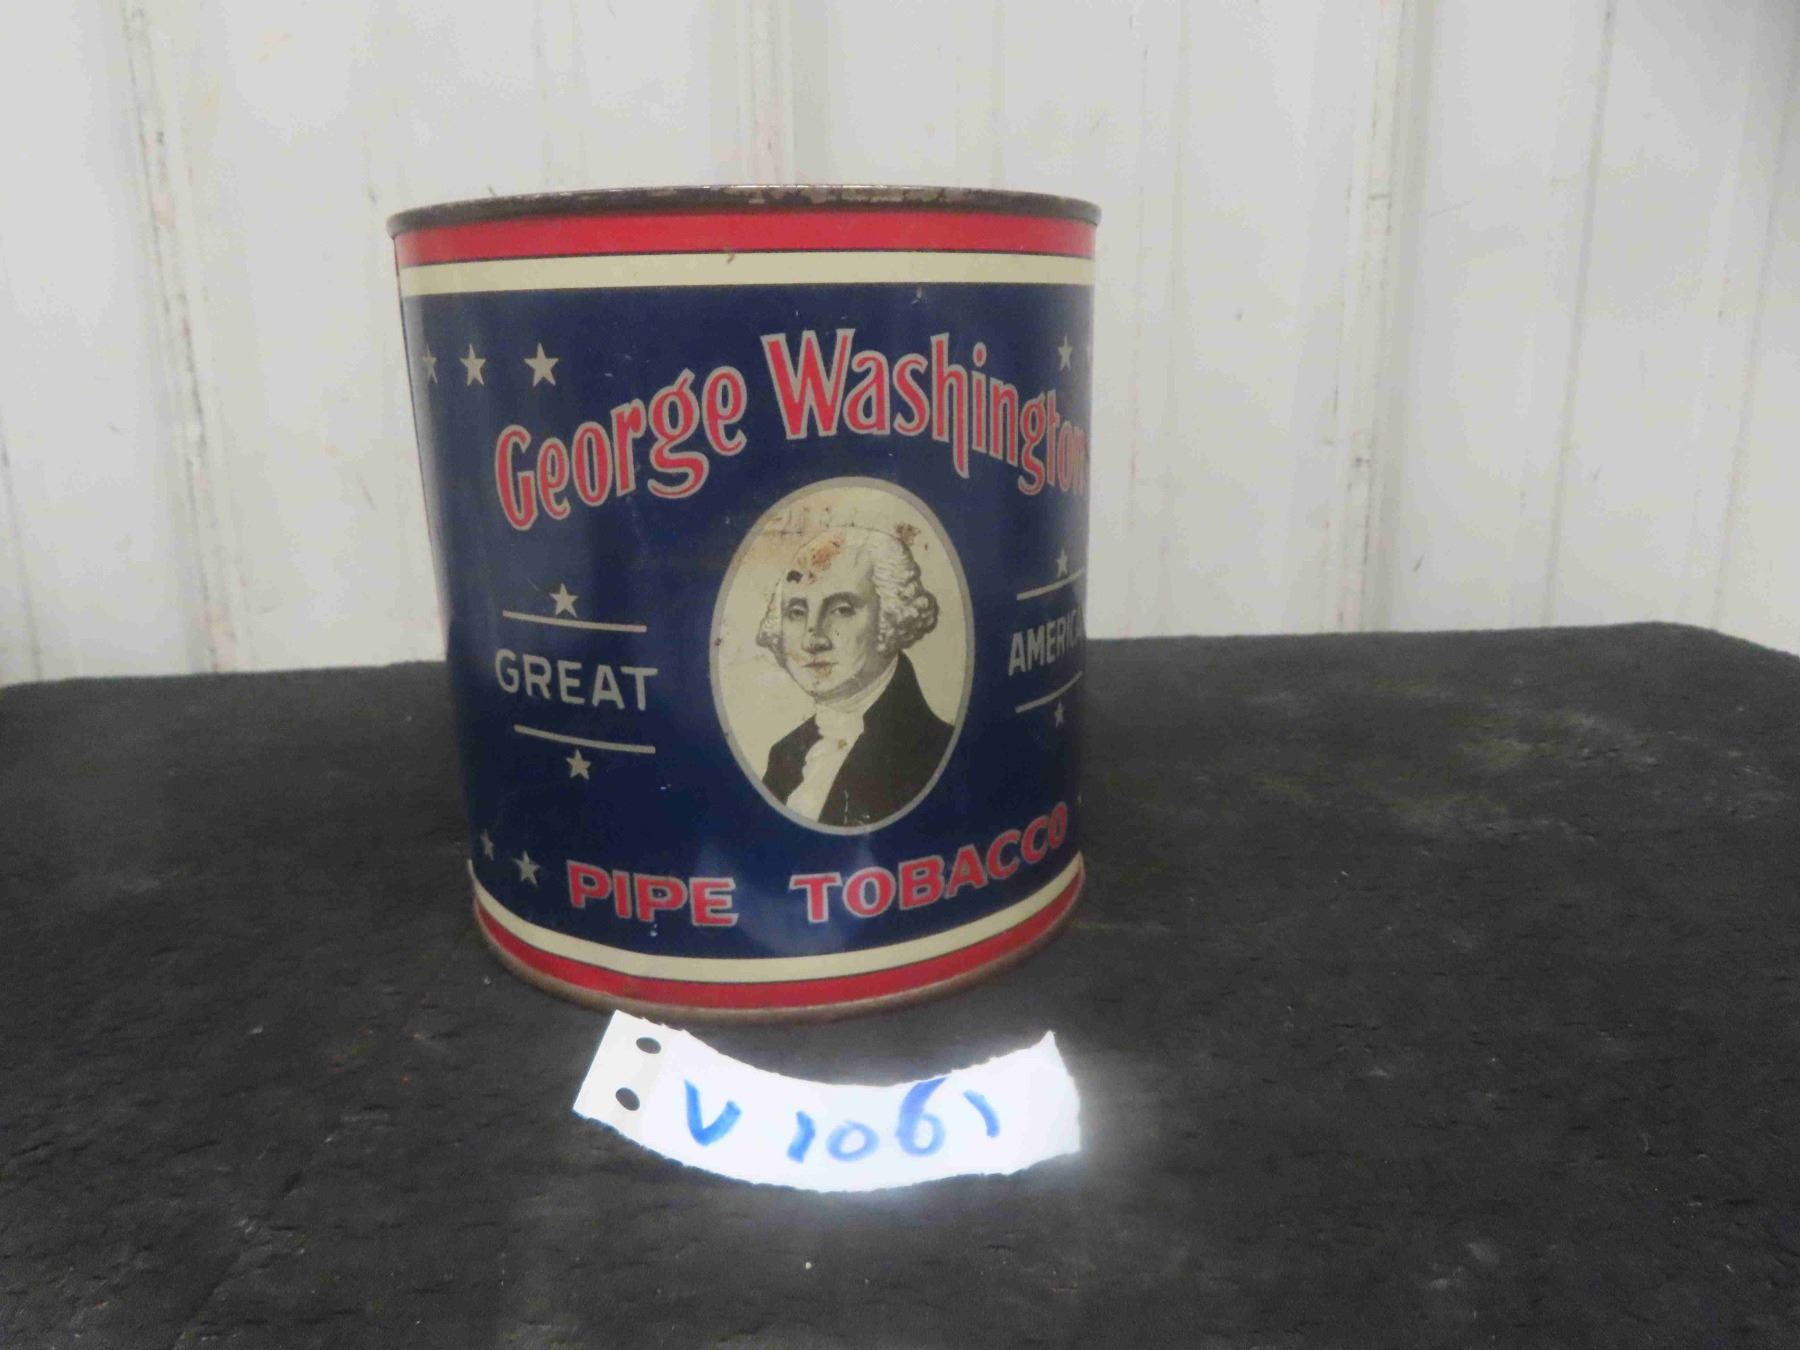 George Washington
GREAT AMERICA
PIPE TOBACCO
V 1061